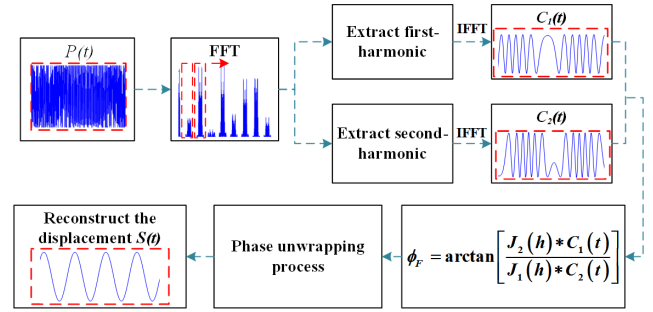 P(t)
FFT
Extract first-
harmonic
IFFT
C₁(t)
Extract second-
harmonic
IFFT
C₂(t)
Reconstruct the
displacement S(t)
Phase unwrapping
process
ϕ_F = arctan[J₂(h)*C₁(t) / J₁(h)*C₂(t)]